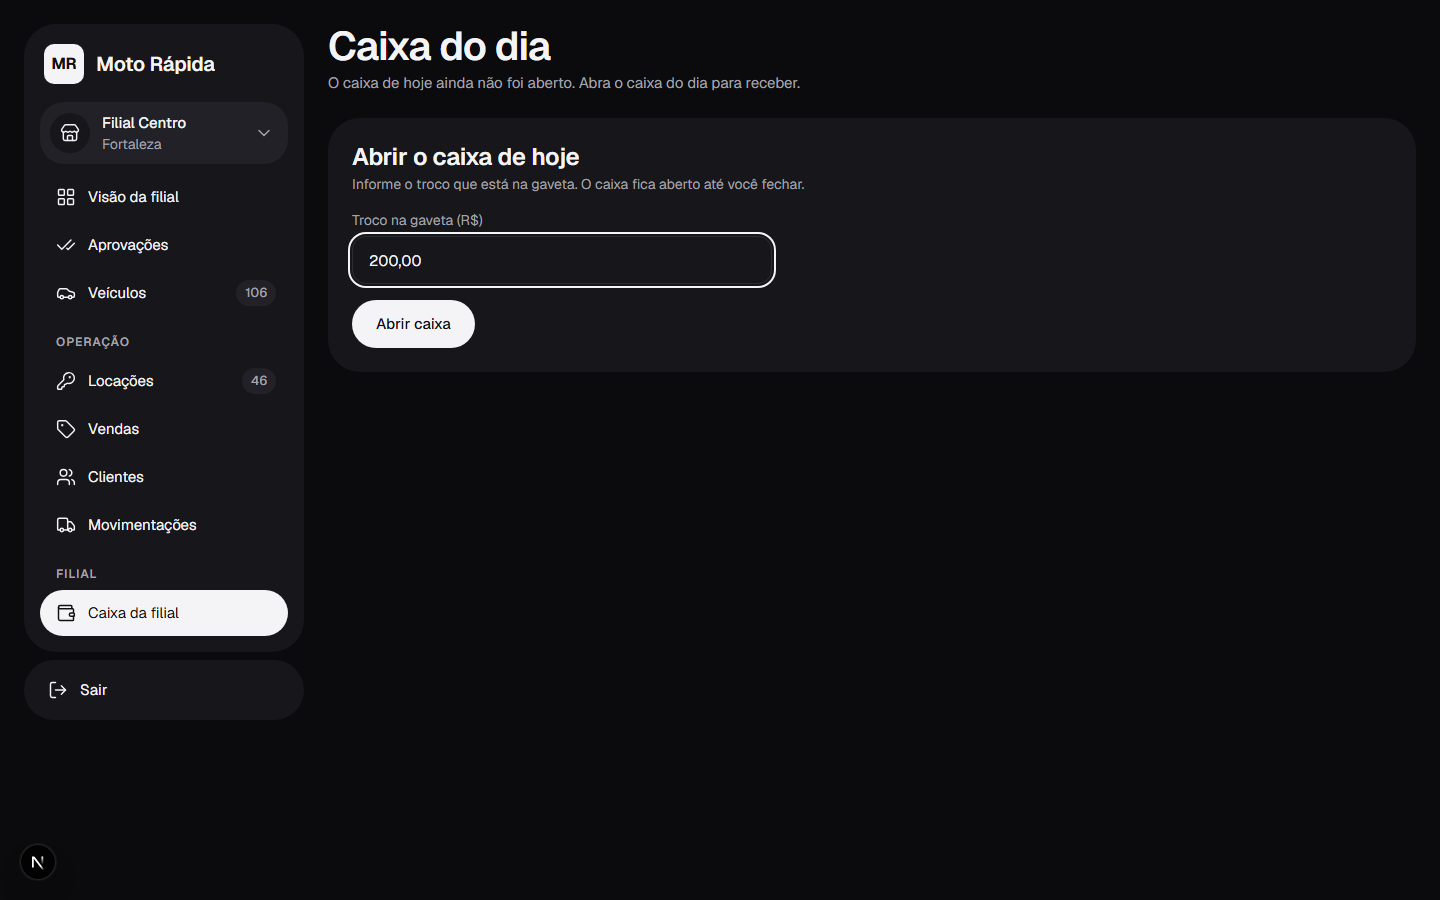 MR
Moto Rápida
Filial Centro
Fortaleza
Visão da filial
Aprovações
Veículos 106
OPERAÇÃO
Locações 46
Vendas
Clientes
Movimentações
FILIAL
Caixa da filial
Sair
N
Caixa do dia
O caixa de hoje ainda não foi aberto. Abra o caixa do dia para receber.
Abrir o caixa de hoje
Informe o troco que está na gaveta. O caixa fica aberto até você fechar.
Troco na gaveta (R$)
200,00
Abrir caixa